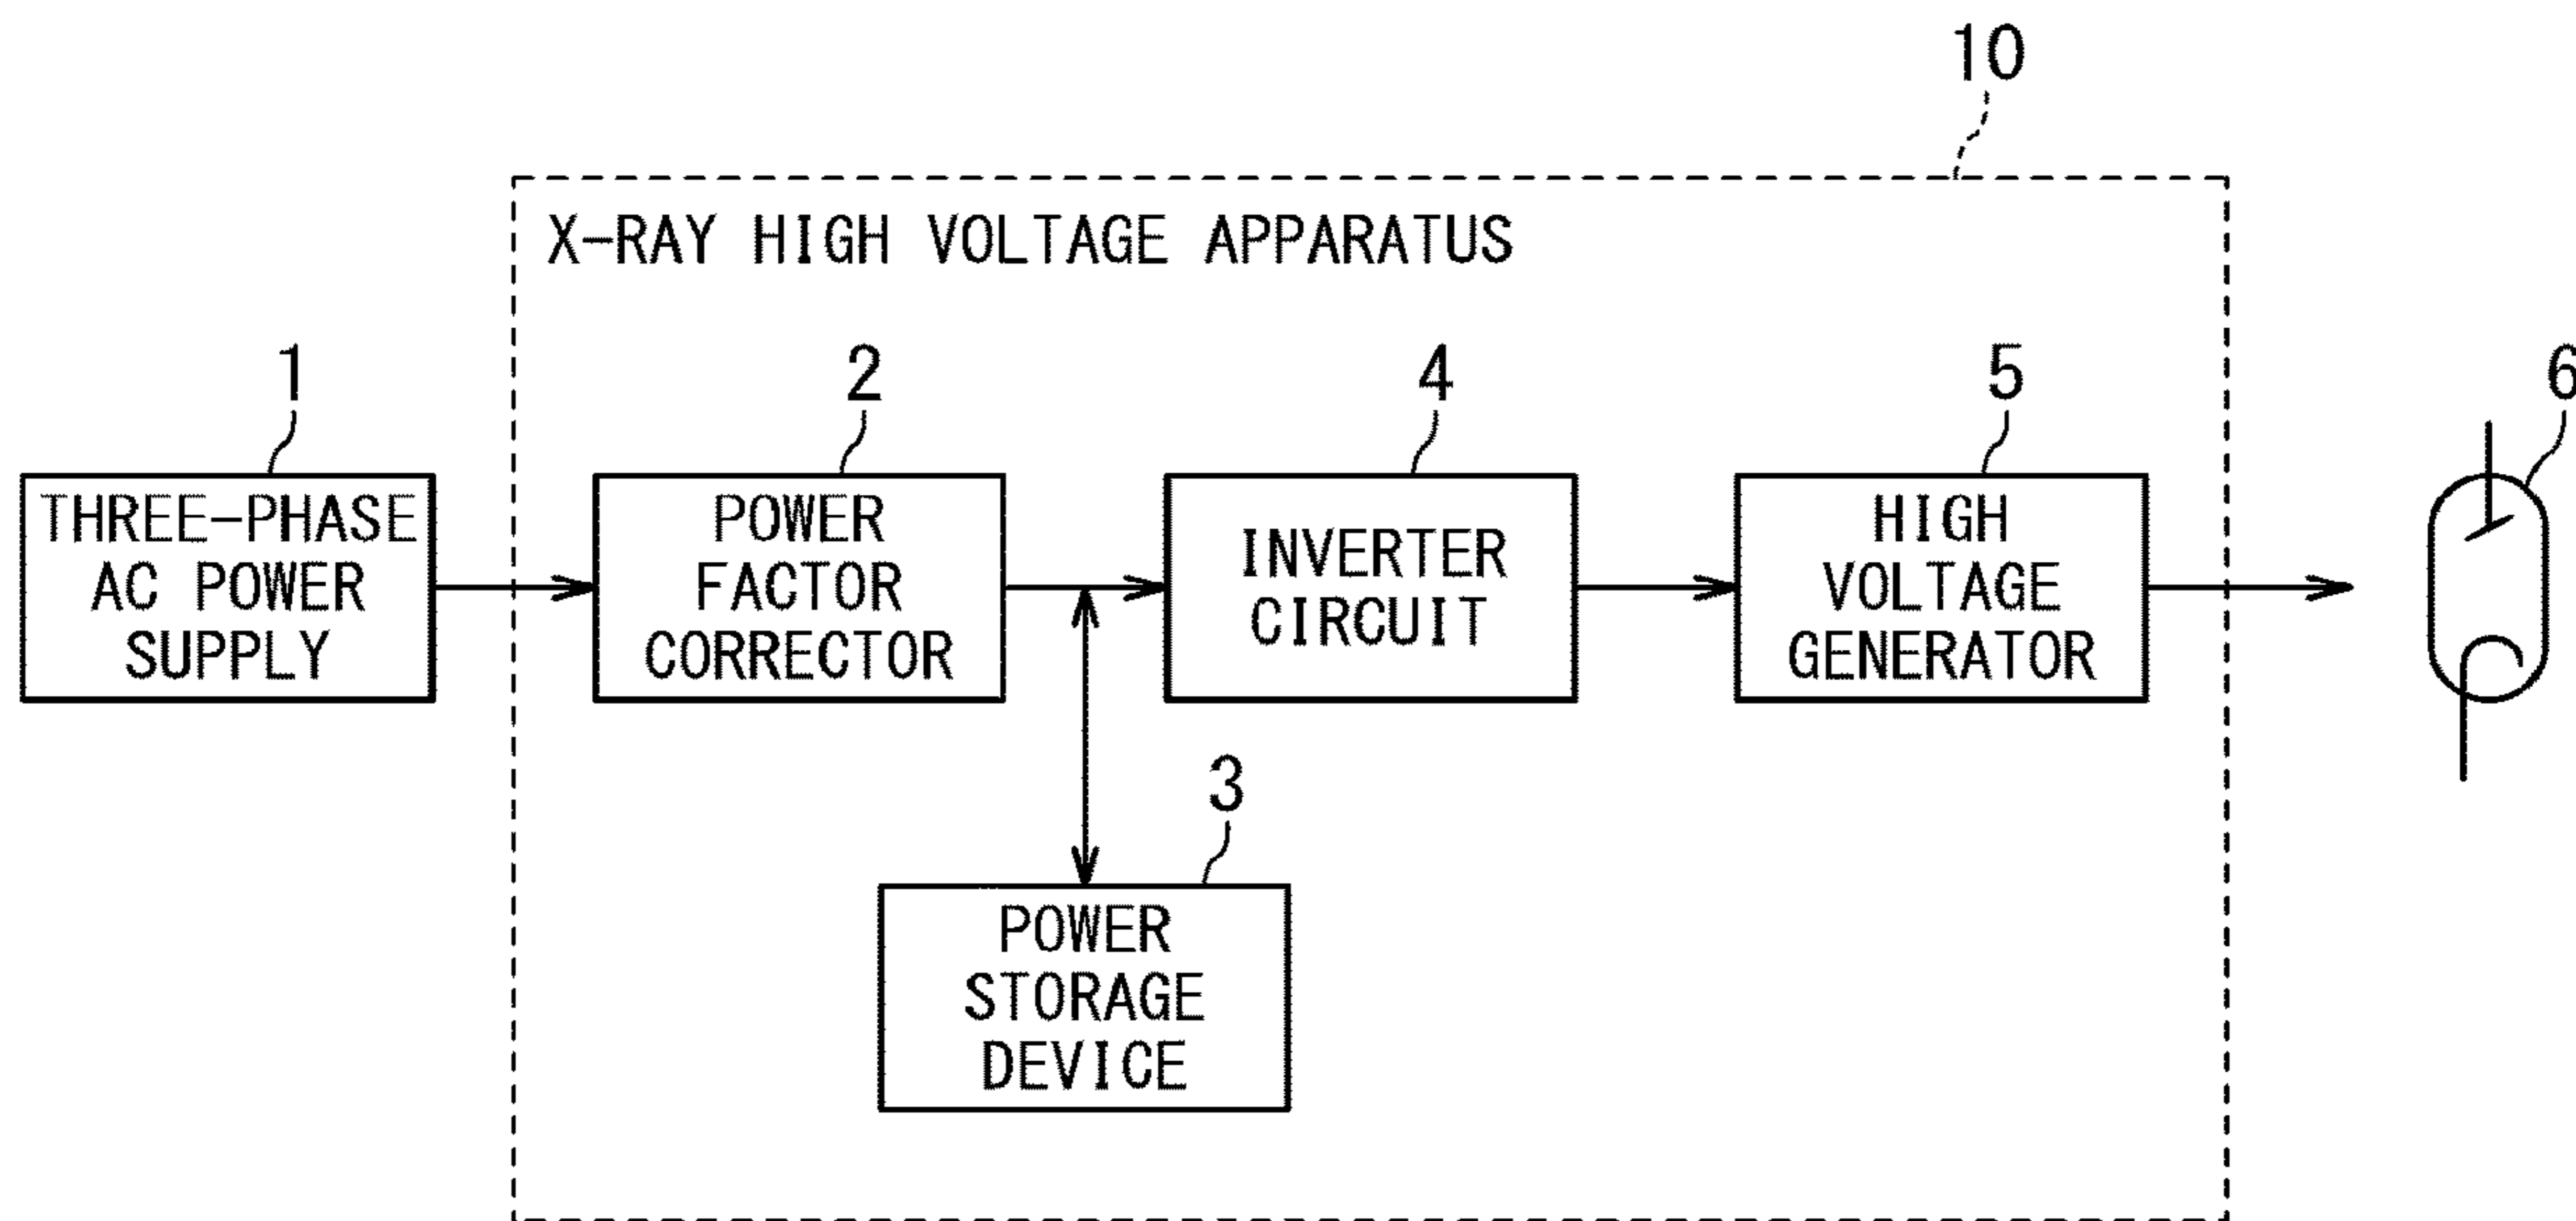 10
X-RAY HIGH VOLTAGE APPARATUS
1
THREE-PHASE
AC POWER
SUPPLY
2
POWER
FACTOR
CORRECTOR
4
INVERTER
CIRCUIT
5
HIGH
VOLTAGE
GENERATOR
6
3
POWER
STORAGE
DEVICE